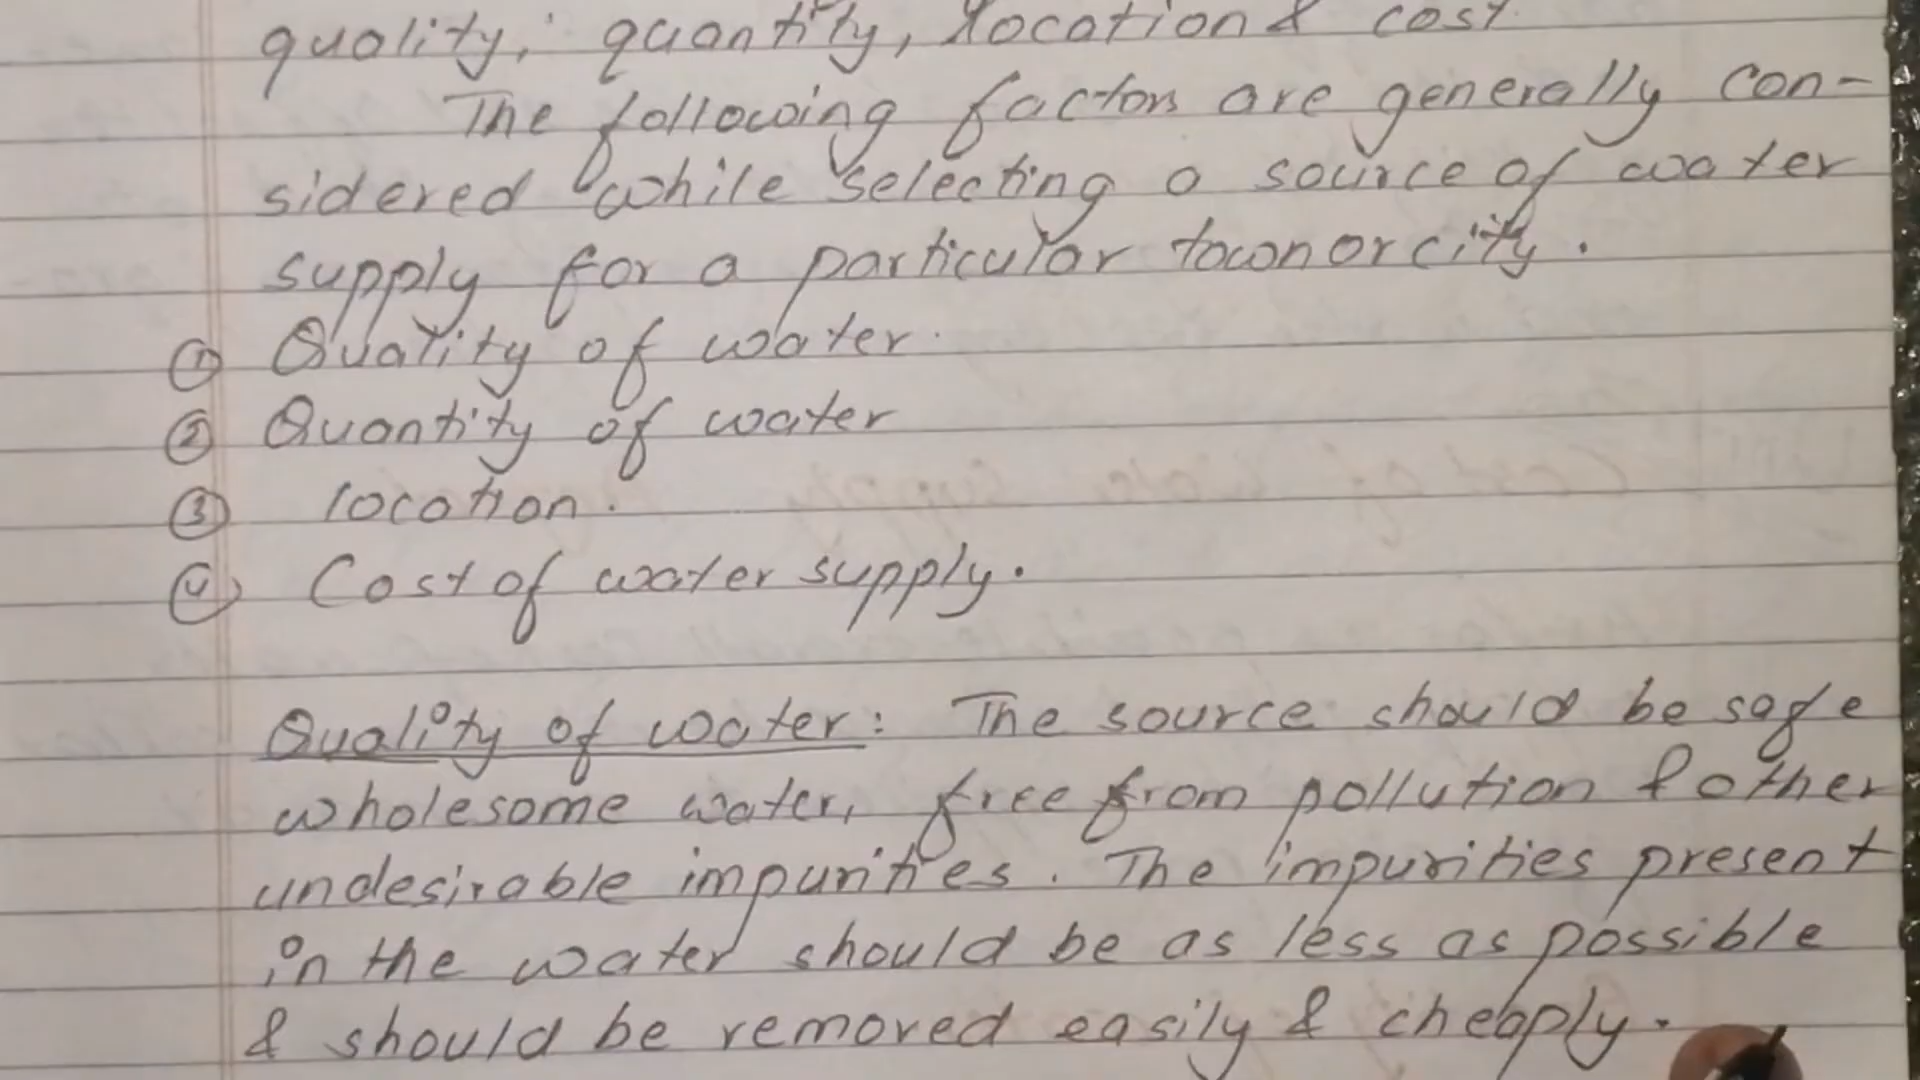 quality, quantity, location & cost
The following factors are generally con-
sidered while selecting a source of water
supply for a particular town or city.
① Quality of water.
② Quantity of water
③ location.
④ Cost of water supply.
Quality of water: The source should be safe
wholesome water, free from pollution & other
undesirable impurities. The impurities present
in the water should be as less as possible
& should be removed easily & cheaply.